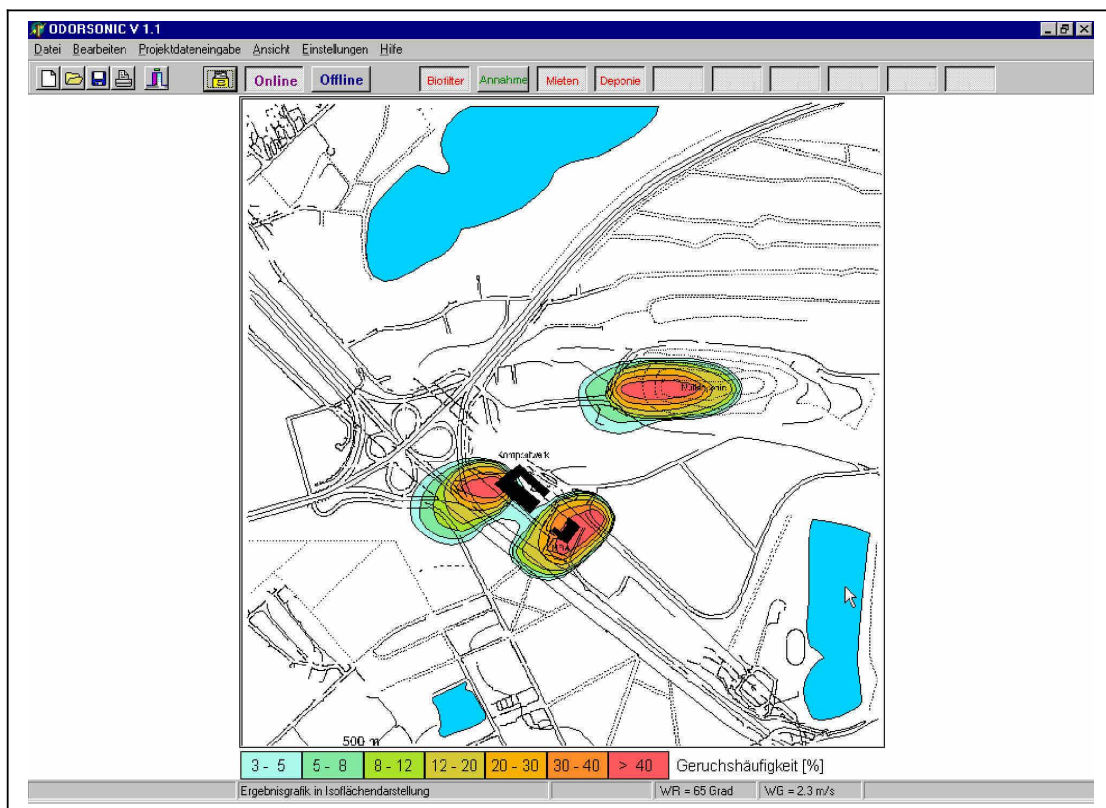 ODORSONIC V 1.1
Datei Bearbeiten Projektdateneingabe Ansicht Einstellungen Hilfe
Online Offline Biofilter Annahme Mieten Deponie
Kompostwerk
500 m
3 - 5 5 - 8 8 - 12 12 - 20 20 - 30 30 - 40 > 40 Geruchshäufigkeit [%]
Ergebnisgrafik in Isoflächendarstellung WR = 65 Grad WG = 2.3 m/s